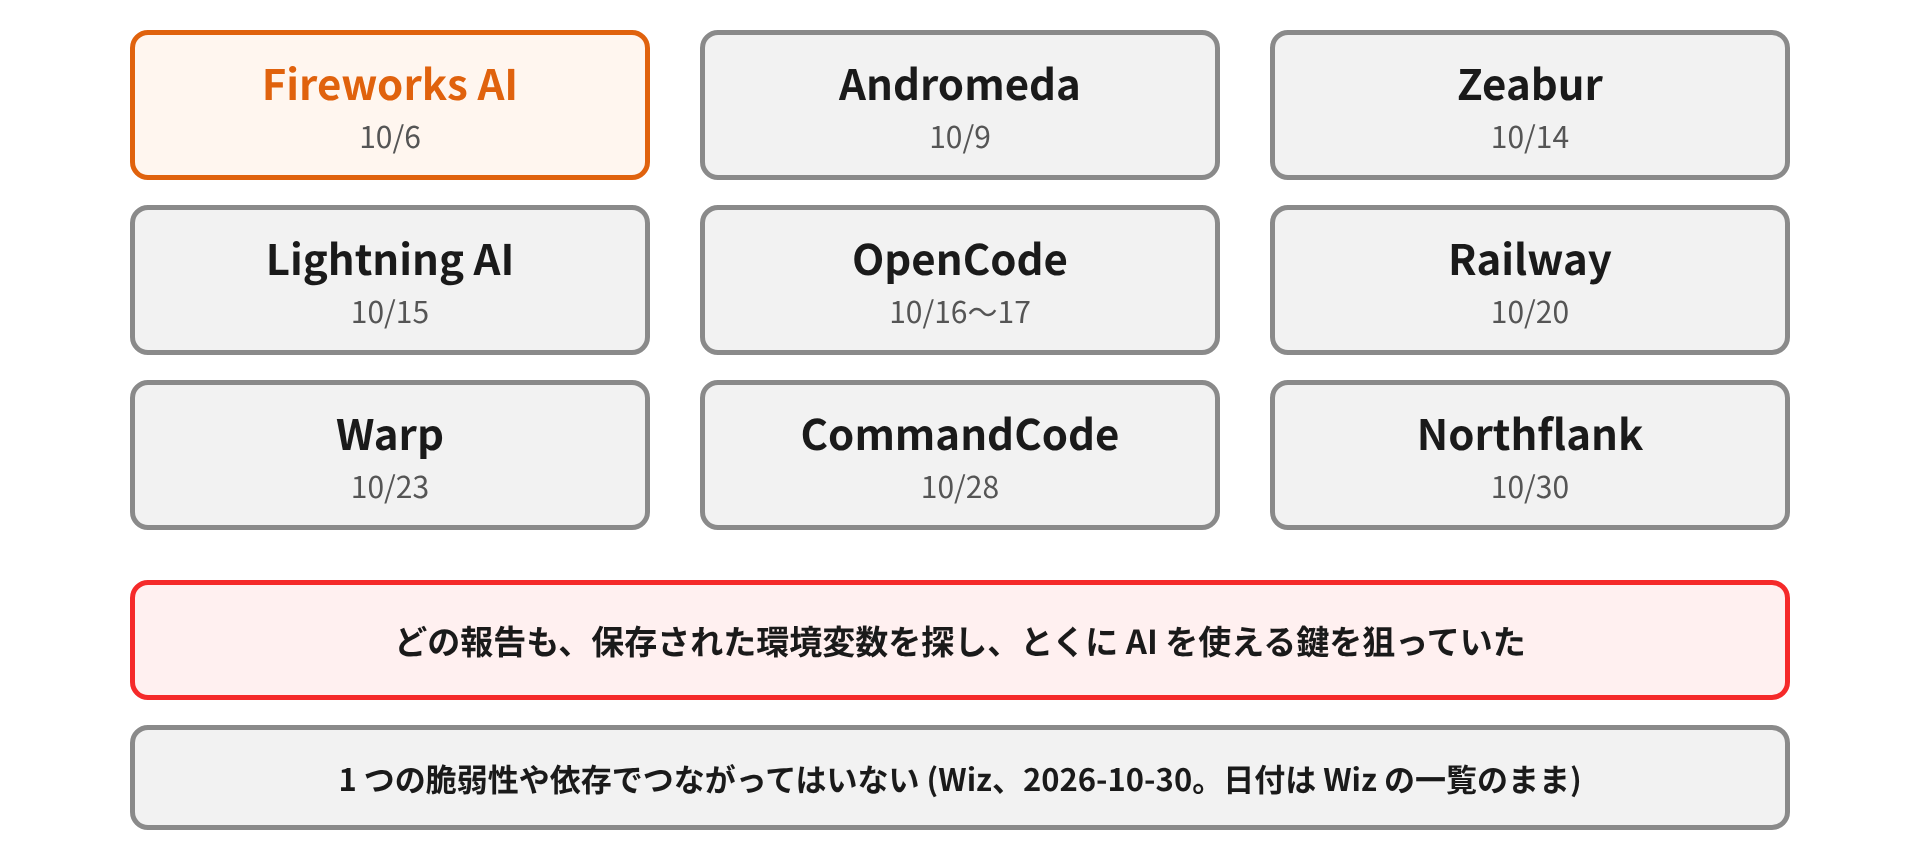 Fireworks AI
10/6
Andromeda
10/9
Zeabur
10/14
Lightning AI
10/15
OpenCode
10/16〜17
Railway
10/20
Warp
10/23
CommandCode
10/28
Northflank
10/30
どの報告も、保存された環境変数を探し、とくに AI を使える鍵を狙っていた
1 つの脆弱性や依存でつながってはいない (Wiz、2026-10-30。日付は Wiz の一覧のまま)